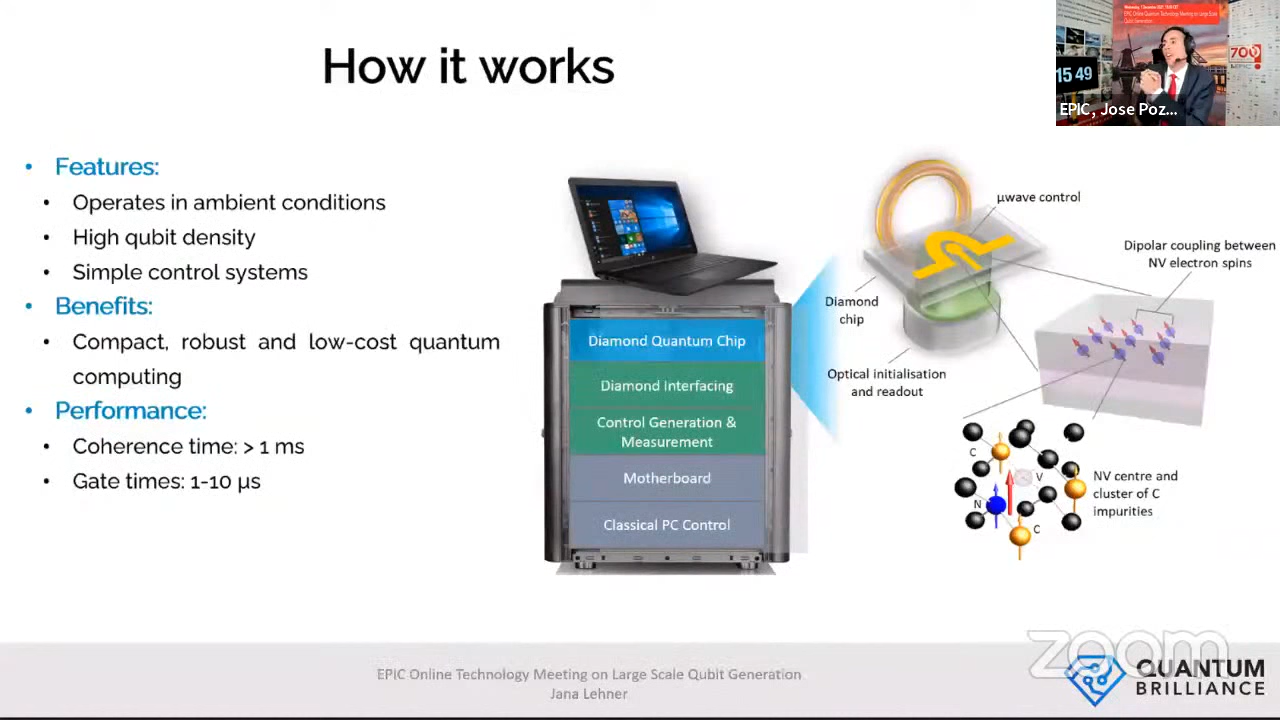 How it works
Features:
Operates in ambient conditions
High qubit density
Simple control systems
Benefits:
Compact, robust and low-cost quantum
computing
Performance:
Coherence time: > 1 ms
Gate times: 1-10 µs
Diamond Quantum Chip
Diamond Interfacing
Control Generation &
Measurement
Motherboard
Classical PC Control
µwave control
Dipolar coupling between
NV electron spins
Diamond
chip
Optical initialisation
and readout
C
V
N
C
NV centre and
cluster of C
impurities
15 49
700
EPIC, Jose Poz...
EPIC Online Technology Meeting on Large Scale Qubit Generation
Jana Lehner
zoom
QUANTUM
BRILLIANCE